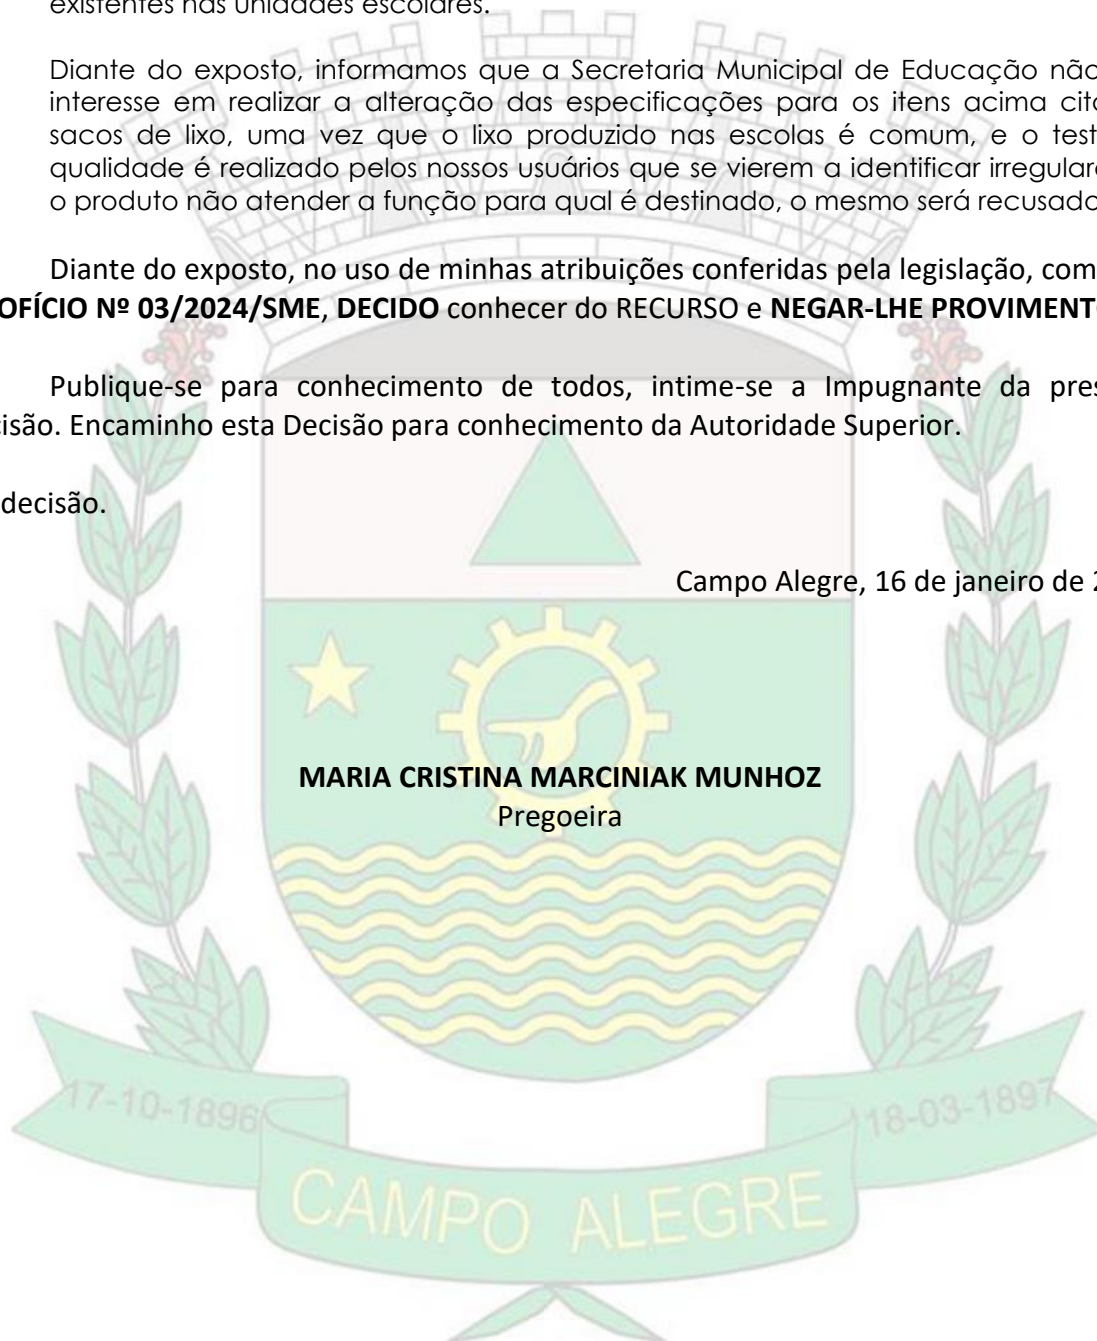 existentes nas unidades escolares.
Diante do exposto, informamos que a Secretaria Municipal de Educação não
interesse em realizar a alteração das especificações para os itens acima cita
sacos de lixo, uma vez que o lixo produzido nas escolas é comum, e o test
qualidade é realizado pelos nossos usuários que se vierem a identificar irregulare
o produto não atender a função para qual é destinado, o mesmo será recusado
Diante do exposto, no uso de minhas atribuições conferidas pela legislação, com
OFÍCIO Nº 03/2024/SME, DECIDO conhecer do RECURSO e NEGAR-LHE PROVIMENTO
Publique-se para conhecimento de todos, intime-se a Impugnante da pres
cisão. Encaminho esta Decisão para conhecimento da Autoridade Superior.
decisão.
Campo Alegre, 16 de janeiro de 2
MARIA CRISTINA MARCINIAK MUNHOZ
Pregoeira
17-10-1896
18-03-1897
CAMPO ALEGRE